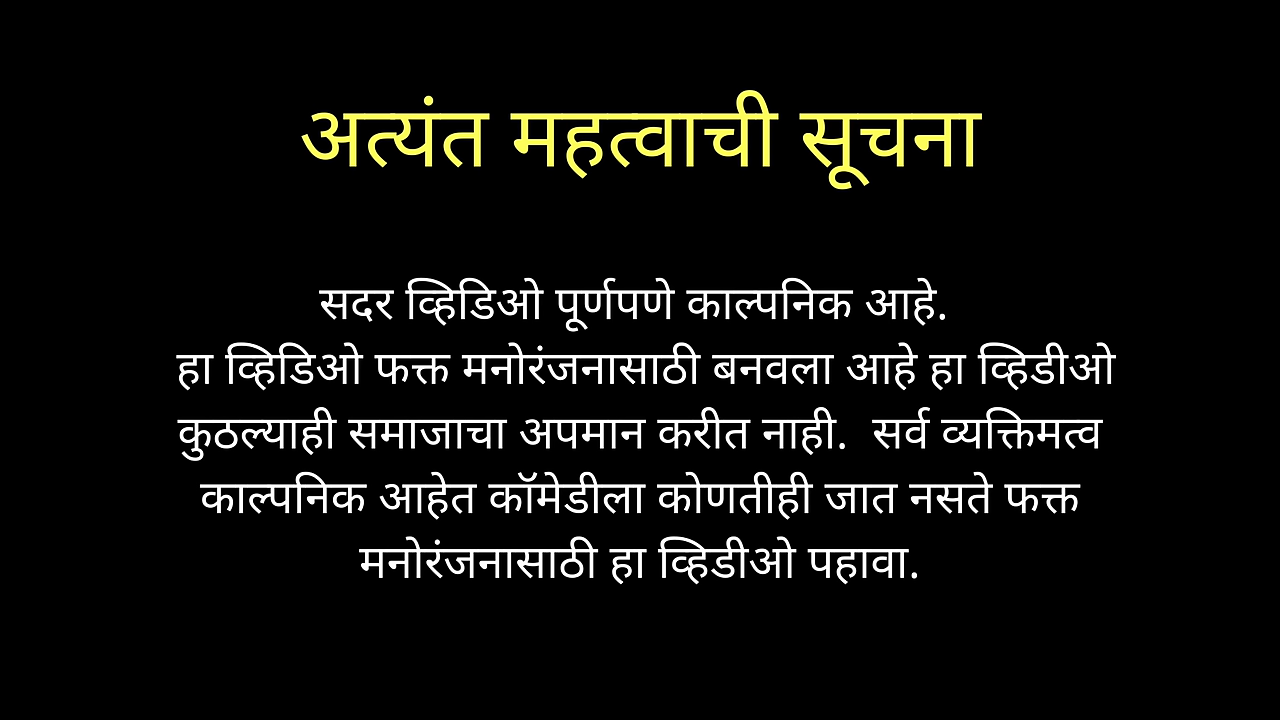 अत्यंत महत्वाची सूचना
सदर व्हिडिओ पूर्णपणे काल्पनिक आहे.
हा व्हिडिओ फक्त मनोरंजनासाठी बनवला आहे हा व्हिडीओ
कुठल्याही समाजाचा अपमान करीत नाही.  सर्व व्यक्तिमत्व
काल्पनिक आहेत कॉमेडीला कोणतीही जात नसते फक्त
मनोरंजनासाठी हा व्हिडीओ पहावा.